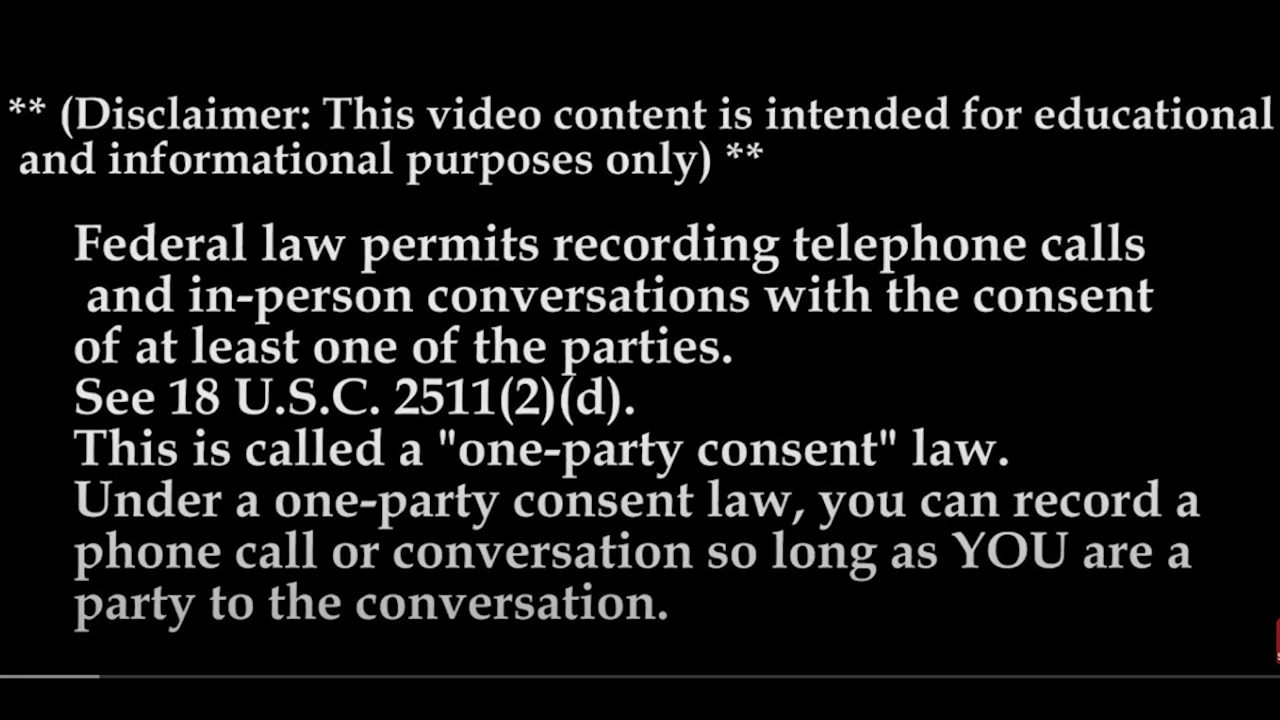 ** (Disclaimer: This video content is intended for educational
and informational purposes only) **
Federal law permits recording telephone calls
and in-person conversations with the consent
of at least one of the parties.
See 18 U.S.C. 2511(2)(d).
This is called a "one-party consent" law.
Under a one-party consent law, you can record a
phone call or conversation so long as YOU are a
party to the conversation.